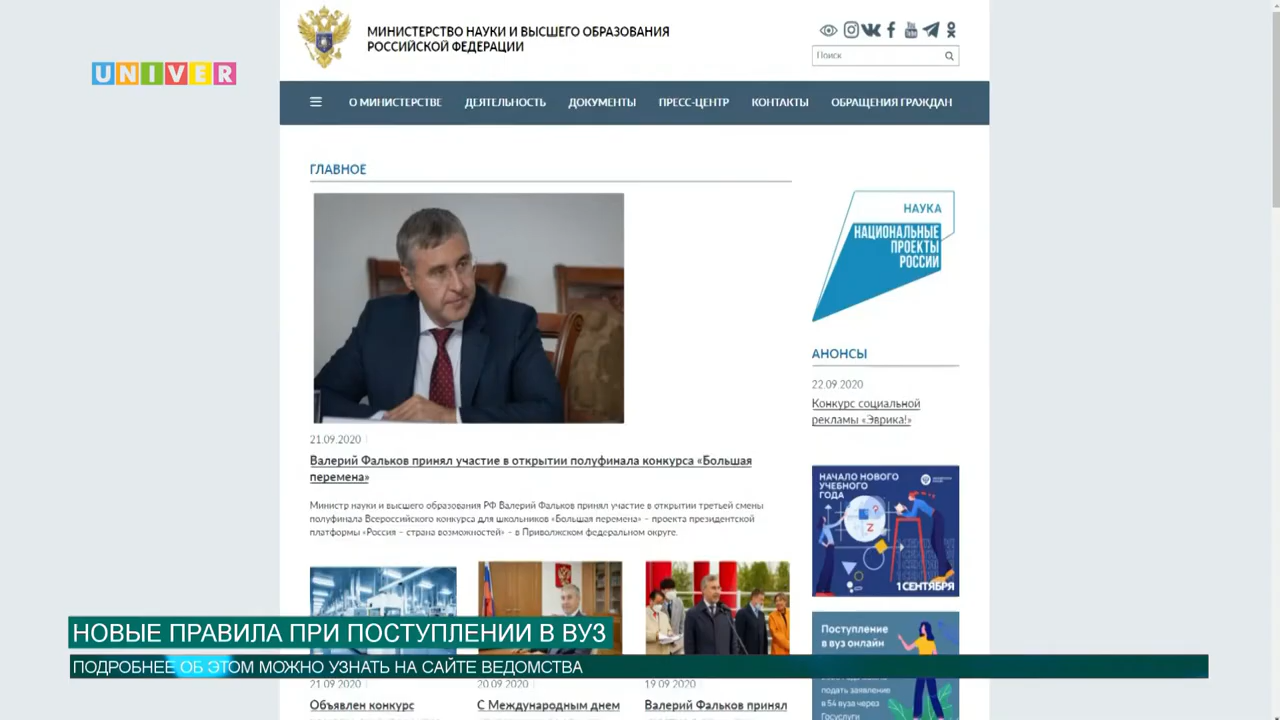 МИНИСТЕРСТВО НАУКИ И ВЫСШЕГО ОБРАЗОВАНИЯ
РОССИЙСКОЙ ФЕДЕРАЦИИ
Поиск
UNIVER
О МИНИСТЕРСТВЕ ДЕЯТЕЛЬНОСТЬ ДОКУМЕНТЫ ПРЕСС-ЦЕНТР КОНТАКТЫ ОБРАЩЕНИЯ ГРАЖДАН
ГЛАВНОЕ
21.09.2020
Валерий Фальков принял участие в открытии полуфинала конкурса «Большая
перемена»
Министр науки и высшего образования РФ Валерий Фальков принял участие в открытии третьей смены
полуфинала Всероссийского конкурса для школьников «Большая перемена» – проекта президентской
платформы «Россия – страна возможностей» – в Приволжском федеральном округе.
НАУКА
НАЦИОНАЛЬНЫЕ
ПРОЕКТЫ
РОССИИ
АНОНСЫ
22.09.2020
Конкурс социальной
рекламы «Эврика!»
НАЧАЛО НОВОГО
УЧЕБНОГО
ГОДА
1 СЕНТЯБРЯ
Поступление
в вуз онлайн
подать заявление
в 54 вуза через
Госуслуги
НОВЫЕ ПРАВИЛА ПРИ ПОСТУПЛЕНИИ В ВУЗ
ПОДРОБНЕЕ ОБ ЭТОМ МОЖНО УЗНАТЬ НА САЙТЕ ВЕДОМСТВА
21.09.2020
Объявлен конкурс
20.09.2020
С Международным днем
19.09.2020
Валерий Фальков принял